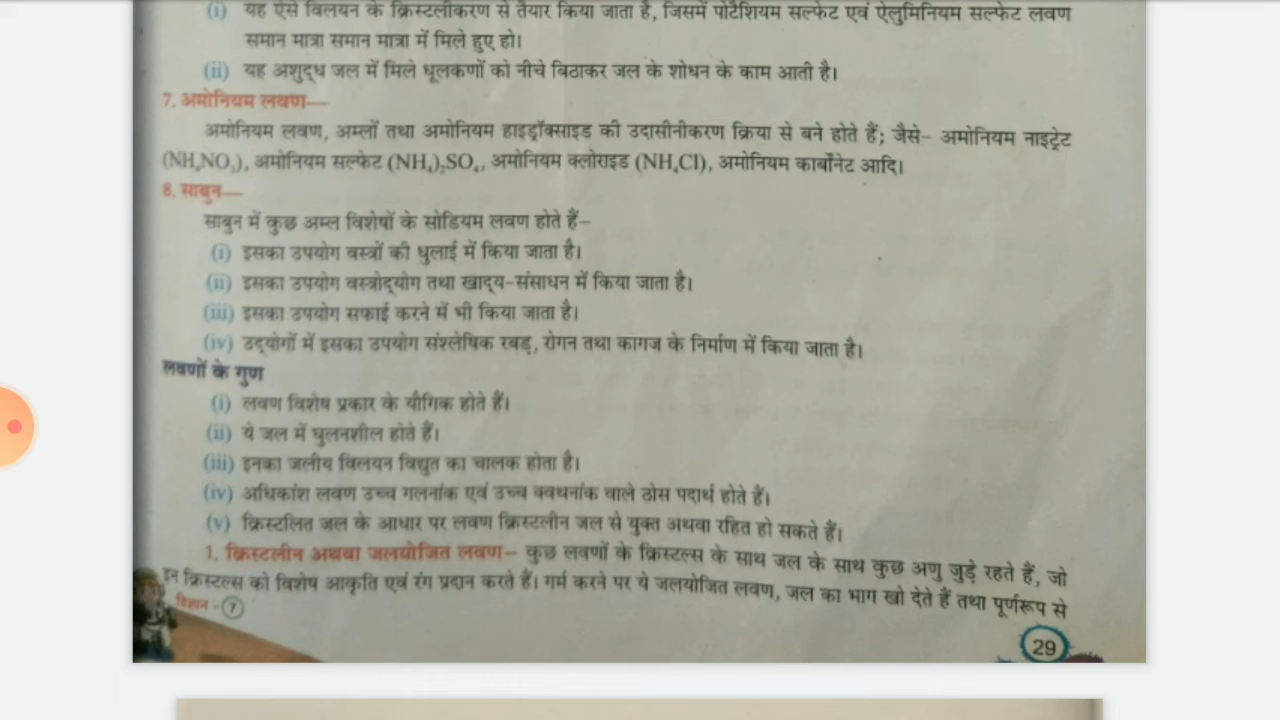 (i) यह ऐसे विलयन के क्रिस्टलीकरण से तैयार किया जाता है, जिसमें पोटैशियम सल्फेट एवं ऐलुमिनियम सल्फेट लवण
समान मात्रा समान मात्रा में मिले हुए हो।
(ii) यह अशुद्ध जल में मिले धूलकणों को नीचे बिठाकर जल के शोधन के काम आती है।
7. अमोनियम लवण—
अमोनियम लवण, अम्लों तथा अमोनियम हाइड्रॉक्साइड की उदासीनीकरण क्रिया से बने होते हैं; जैसे– अमोनियम नाइट्रेट
(NH₄NO₃), अमोनियम सल्फेट (NH₄)₂SO₄, अमोनियम क्लोराइड (NH₄Cl), अमोनियम कार्बोनेट आदि।
8. साबुन—
साबुन में कुछ अम्ल विशेषों के सोडियम लवण होते हैं–
(i) इसका उपयोग वस्त्रों की धुलाई में किया जाता है।
(ii) इसका उपयोग वस्त्रोद्योग तथा खाद्य-संसाधन में किया जाता है।
(iii) इसका उपयोग सफाई करने में भी किया जाता है।
(iv) उद्योगों में इसका उपयोग संश्लेषिक रबड़, रोगन तथा कागज के निर्माण में किया जाता है।
लवणों के गुण
(i) लवण विशेष प्रकार के यौगिक होते हैं।
(ii) ये जल में घुलनशील होते हैं।
(iii) इनका जलीय विलयन विद्युत का चालक होता है।
(iv) अधिकांश लवण उच्च गलनांक एवं उच्च क्वथनांक वाले ठोस पदार्थ होते हैं।
(v) क्रिस्टलित जल के आधार पर लवण क्रिस्टलीन जल से युक्त अथवा रहित हो सकते हैं।
1. क्रिस्टलीन अथवा जलयोजित लवण– कुछ लवणों के क्रिस्टल्स के साथ जल के साथ कुछ अणु जुड़े रहते हैं, जो
इन क्रिस्टल्स को विशेष आकृति एवं रंग प्रदान करते हैं। गर्म करने पर ये जलयोजित लवण, जल का भाग खो देते हैं तथा पूर्णरूप से
विज्ञान - 7
29